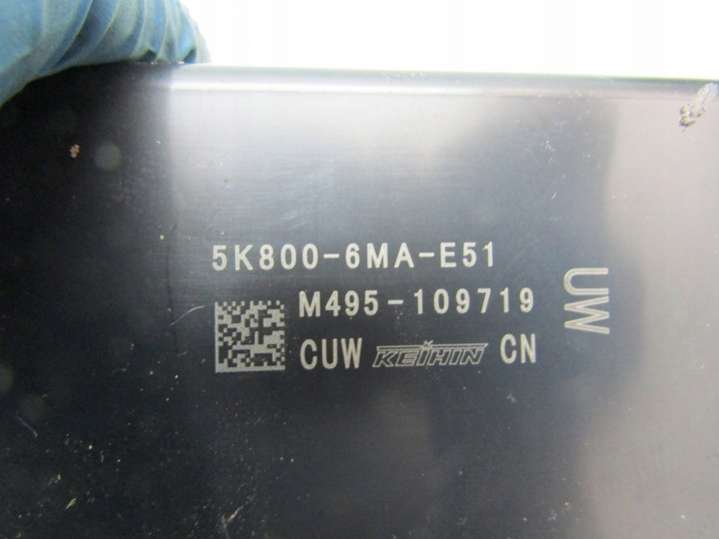 5K800-6MA-E51
M495-109719
CUW KEIHIN CN
UW